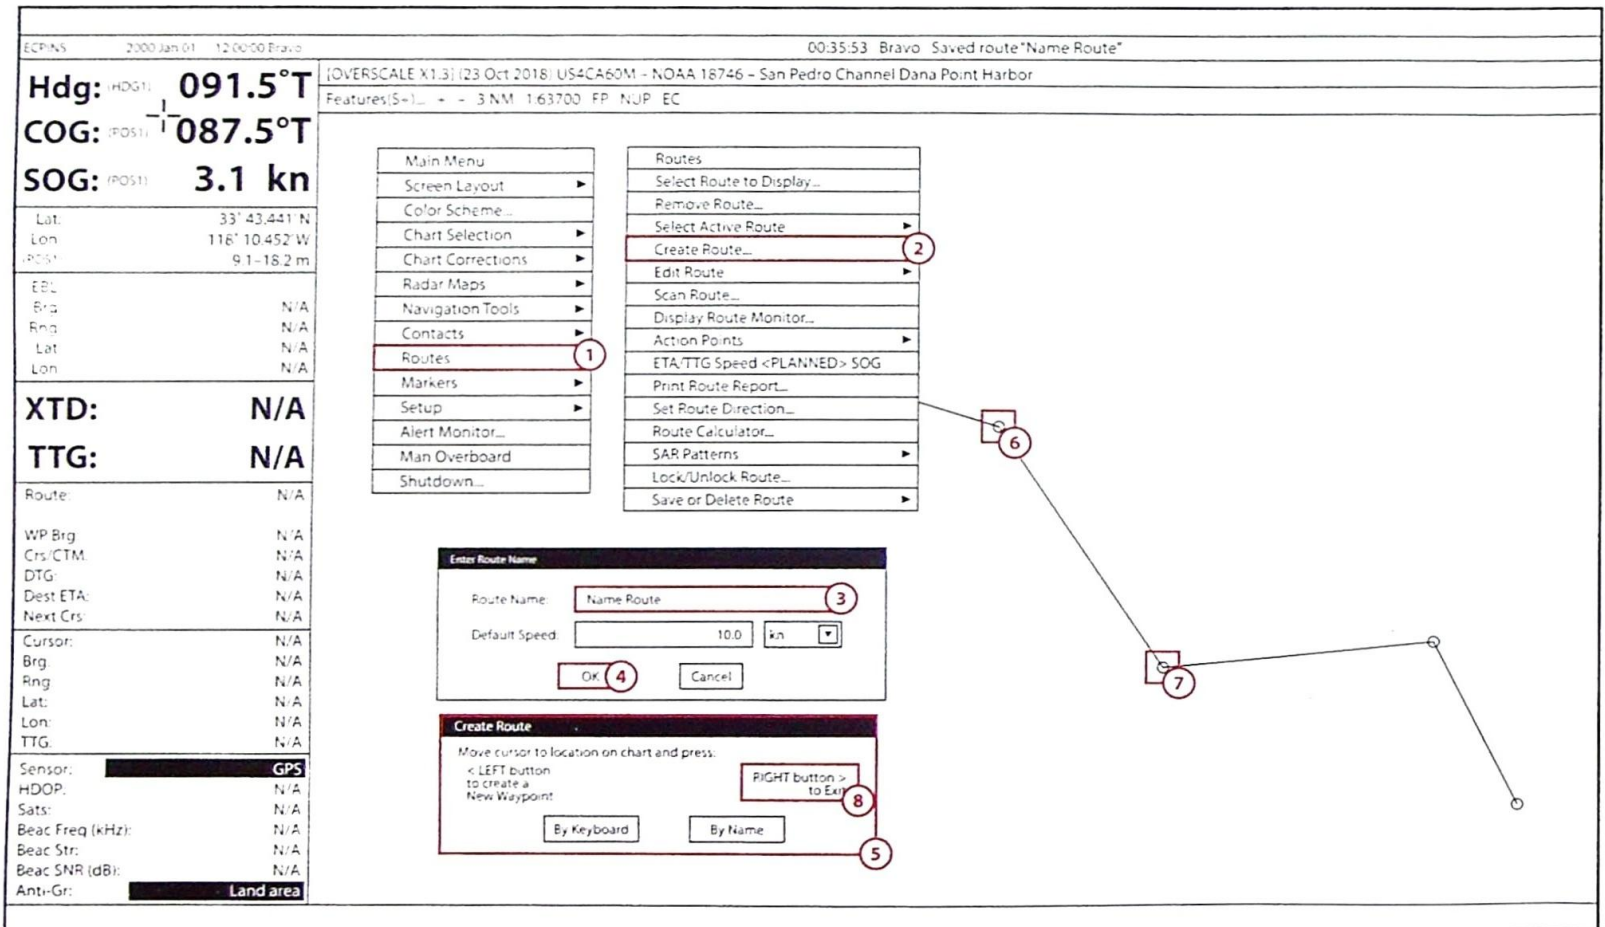 ECPINS 2000 Jan 01 12:00:00 Bravo 00:35:53 Bravo Saved route "Name Route"
Hdg: (HDG1) 091.5°T
COG: (POS1) 087.5°T
SOG: (POS1) 3.1 kn
[OVERSCALE X1.3] (23 Oct 2018) US4CA60M – NOAA 18746 – San Pedro Channel Dana Point Harbor
Features(S+)... + – 3 NM 1:63700 FP NUP EC
Lat: 33° 43.441' N
Lon 118° 10.452' W
(POS1 9.1–18.2 m
EBL
Brg N/A
Rng N/A
Lat N/A
Lon N/A
XTD: N/A
TTG: N/A
Route: N/A
WP Brg N/A
Crs/CTM: N/A
DTG: N/A
Dest ETA: N/A
Next Crs: N/A
Cursor: N/A
Brg: N/A
Rng N/A
Lat: N/A
Lon: N/A
TTG: N/A
Sensor: GPS
HDOP: N/A
Sats: N/A
Beac Freq (kHz): N/A
Beac Str: N/A
Beac SNR (dB): N/A
Anti-Gr: Land area
Main Menu
Screen Layout ►
Color Scheme...
Chart Selection ►
Chart Corrections ►
Radar Maps ►
Navigation Tools ►
Contacts ►
Routes 1
Markers ►
Setup ►
Alert Monitor...
Man Overboard
Shutdown...
Routes
Select Route to Display...
Remove Route...
Select Active Route ►
Create Route... 2
Edit Route ►
Scan Route...
Display Route Monitor...
Action Points ►
ETA/TTG Speed <PLANNED> SOG
Print Route Report...
Set Route Direction...
Route Calculator...
SAR Patterns ►
Lock/Unlock Route...
Save or Delete Route ►
Enter Route Name
Route Name: Name Route 3
Default Speed: 10.0 kn ▼
OK 4 Cancel
Create Route
Move cursor to location on chart and press:
< LEFT button
to create a
New Waypoint
RIGHT button >
to Exit
8
By Keyboard By Name
5
6
7